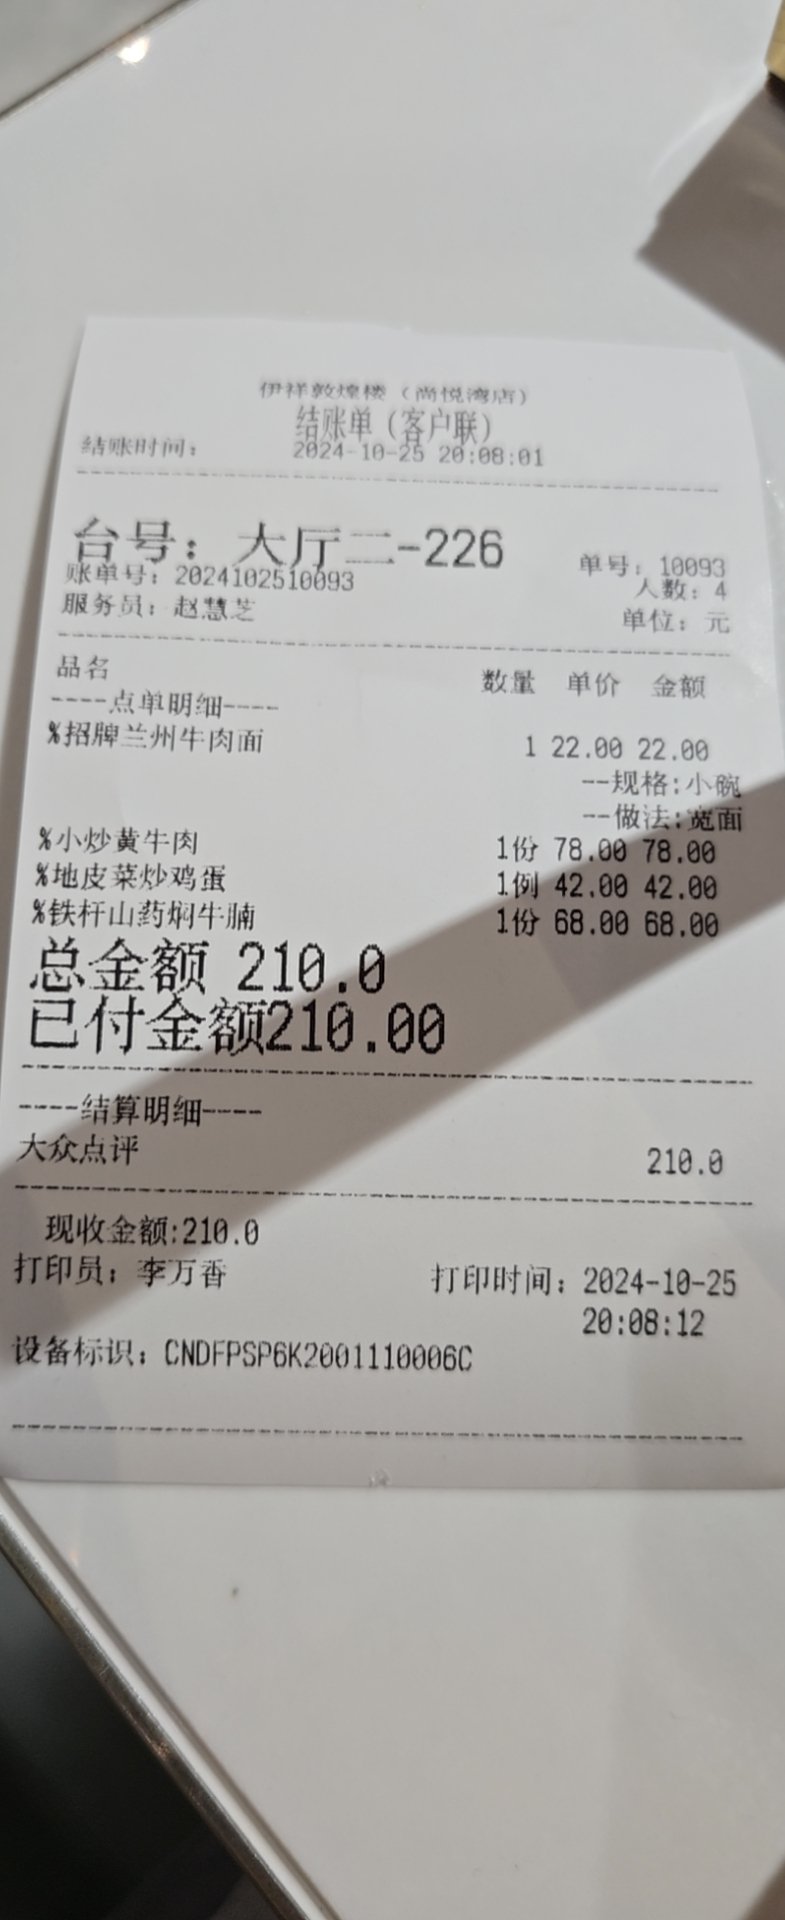 伊祥敦煌楼（尚悦湾店）
结账单（客户联）
结账时间： 2024-10-25 20:08:01
台号：大厅二-226
单号：10093
账单号：2024102510093
人数：4
服务员：赵慧芝
单位：元
品名 数量 单价 金额
----点单明细----
%招牌兰州牛肉面 1 22.00 22.00
--规格:小碗
--做法:宽面
%小炒黄牛肉 1份 78.00 78.00
%地皮菜炒鸡蛋 1例 42.00 42.00
%铁杆山药焖牛腩 1份 68.00 68.00
总金额 210.0
已付金额210.00
----结算明细----
大众点评 210.0
现收金额:210.0
打印员：李万香 打印时间：2024-10-25
20:08:12
设备标识：CNDFPSP6K2001110006C